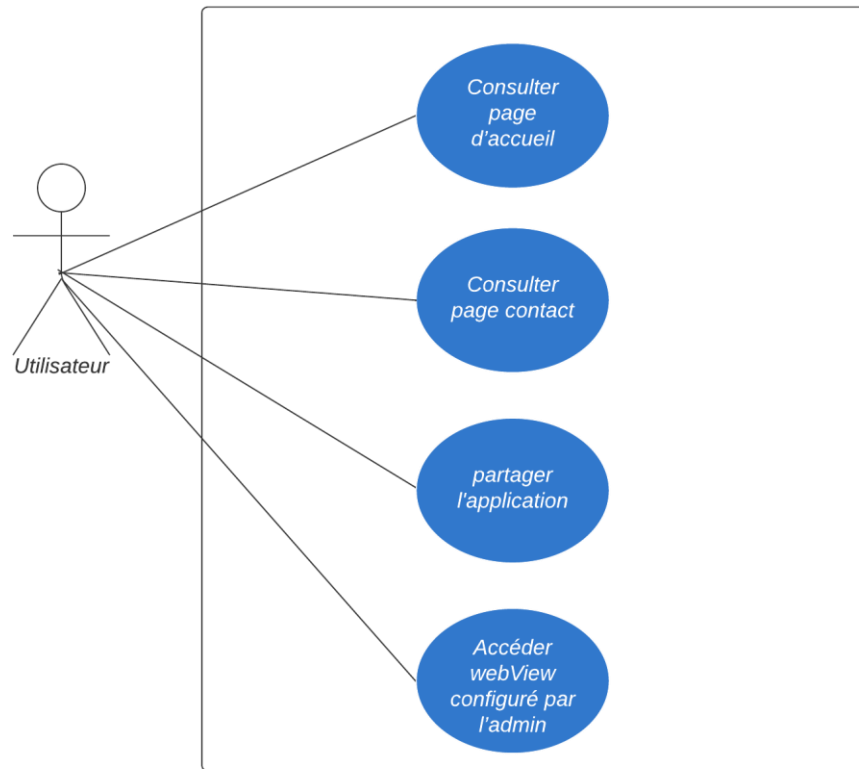 Consulter
page
d'accueil
Consulter
page contact
Utilisateur
partager
l'application
Accéder
webView
configuré par
l'admin